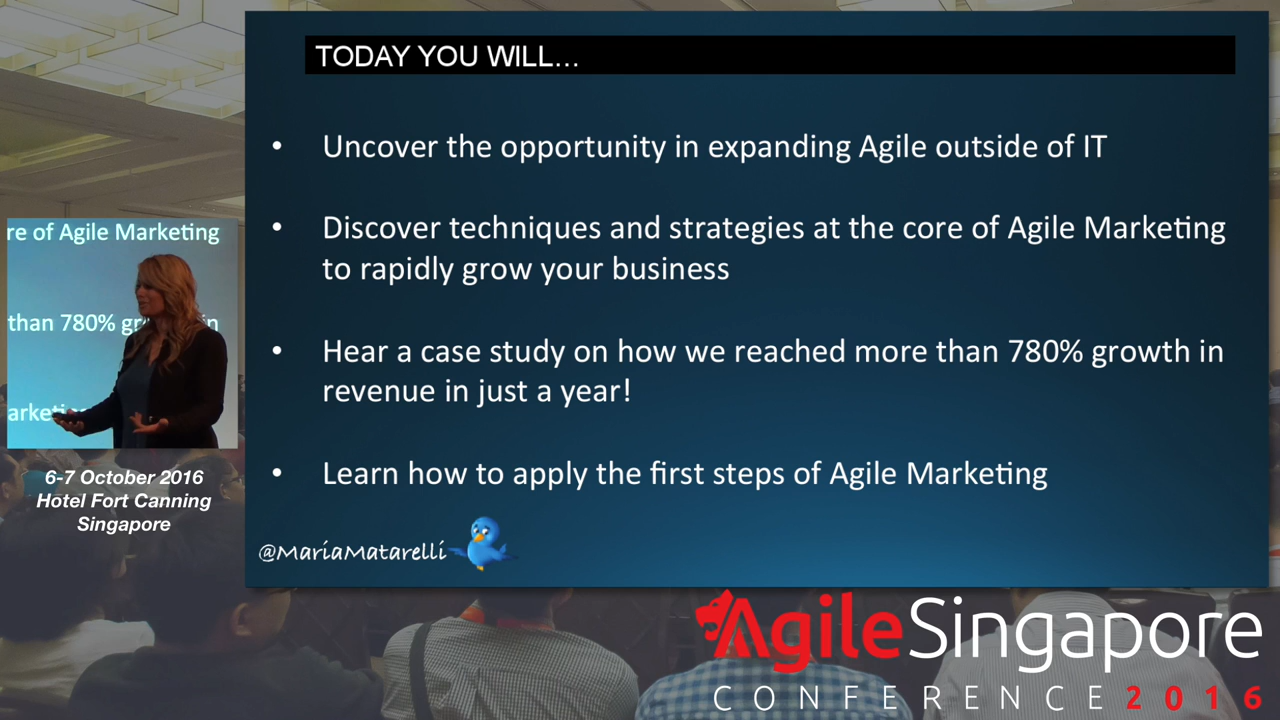 TODAY YOU WILL...
• Uncover the opportunity in expanding Agile outside of IT
• Discover techniques and strategies at the core of Agile Marketing
to rapidly grow your business
• Hear a case study on how we reached more than 780% growth in
revenue in just a year!
• Learn how to apply the first steps of Agile Marketing
@MariaMatarelli
re of Agile Marketing
than 780% gr in
arketi
6-7 October 2016
Hotel Fort Canning
Singapore
AgileSingapore
CONFERENCE 2016